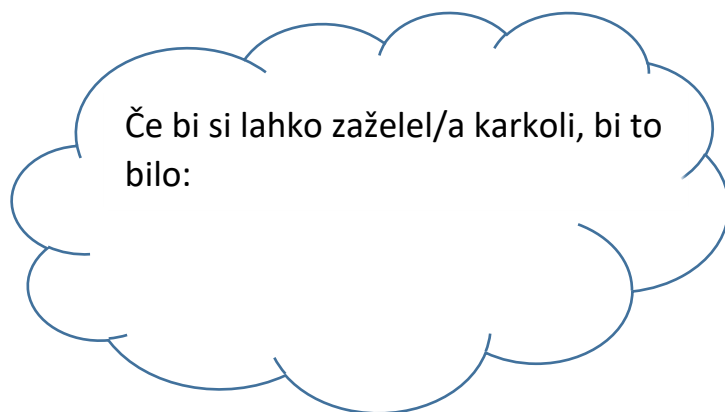 Če bi si lahko zaželel/a karkoli, bi to
bilo: